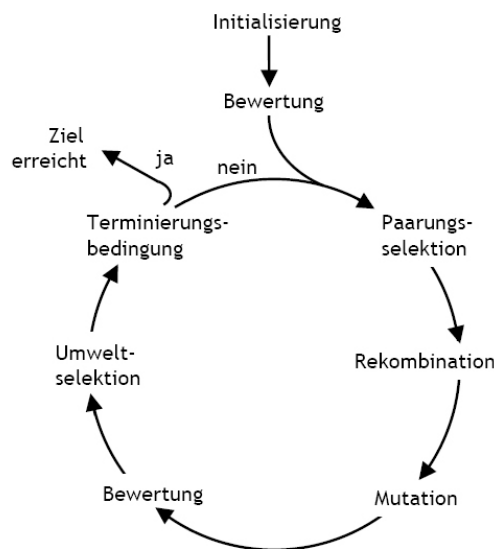 Initialisierung
Bewertung
Ziel
erreicht
ja
nein
Terminierungs-
bedingung
Paarungs-
selektion
Umwelt-
selektion
Rekombination
Bewertung
Mutation